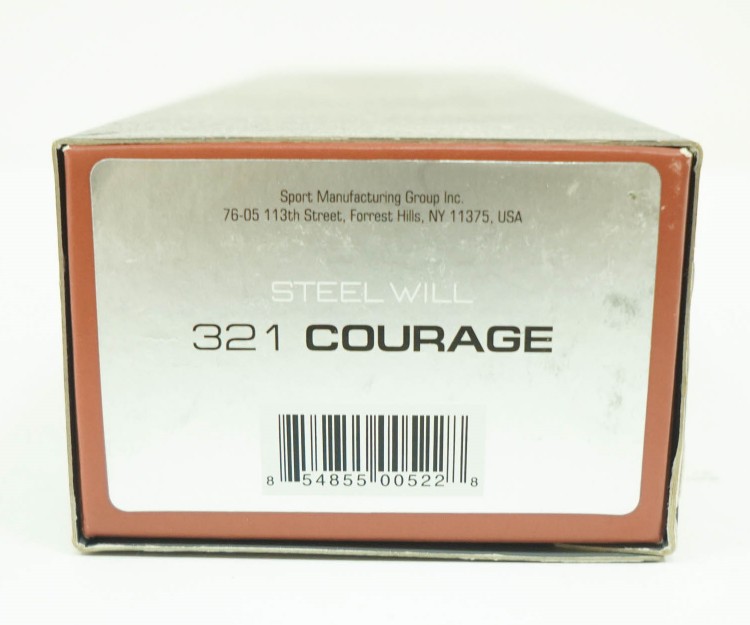 Sport Manufacturing Group Inc.
76-05 113th Street, Forrest Hills, NY 11375, USA
STEEL WILL
321 COURAGE
8 54855 00522 8